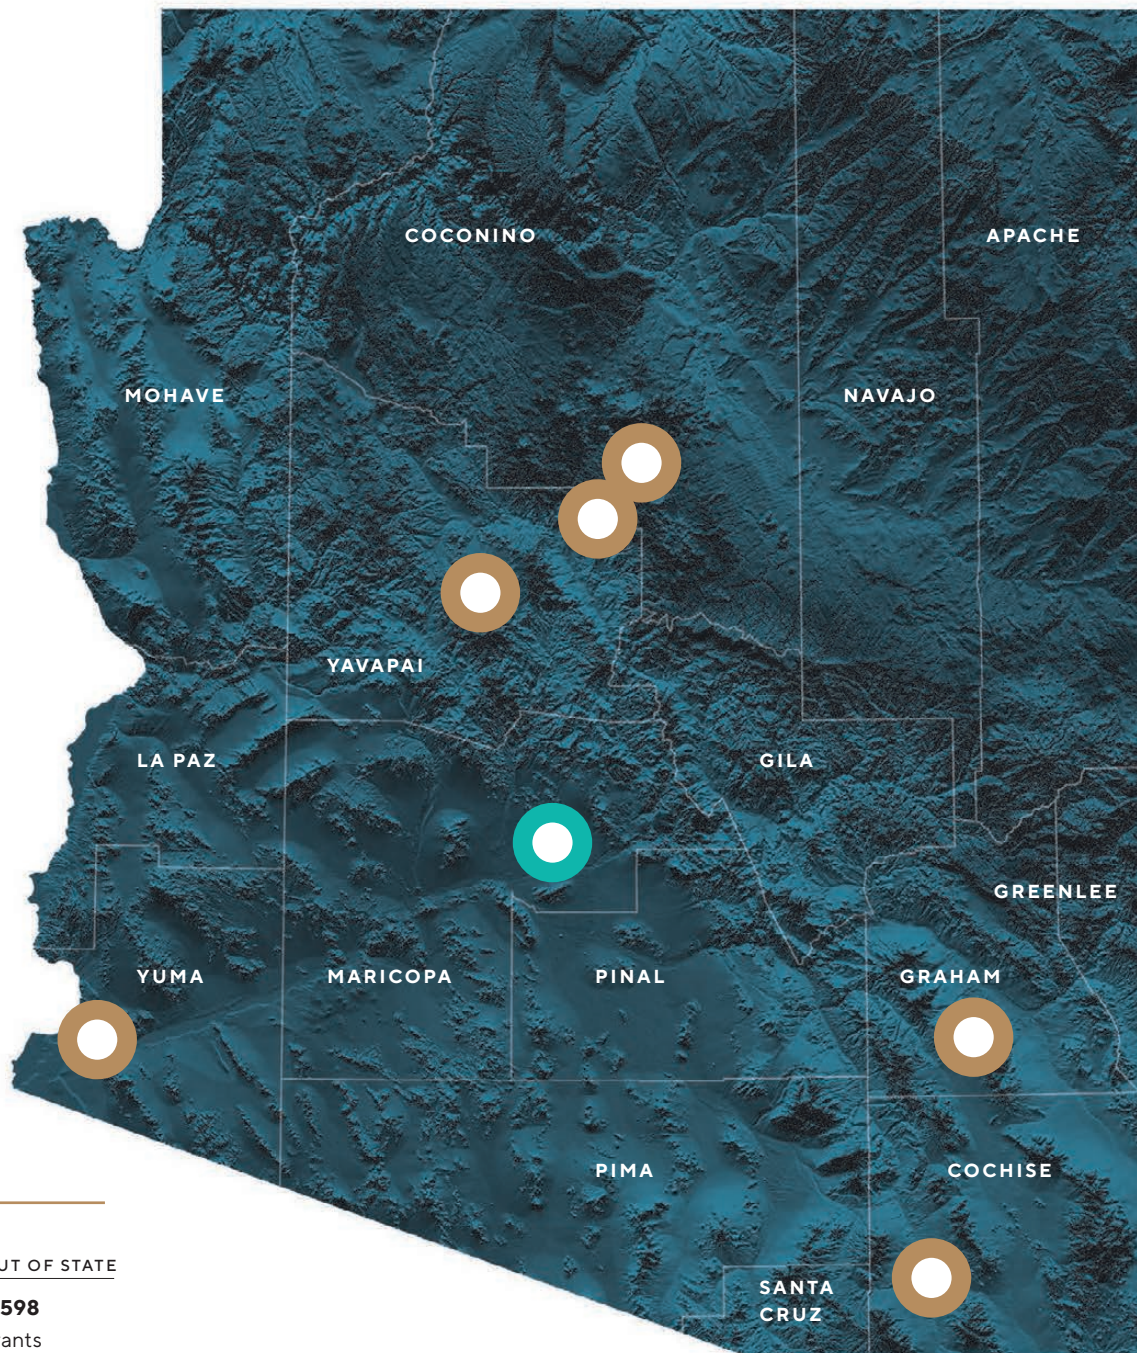 COCONINO
APACHE
MOHAVE
NAVAJO
YAVAPAI
LA PAZ
GILA
GREENLEE
YUMA
MARICOPA
PINAL
GRAHAM
PIMA
COCHISE
SANTA
CRUZ
UT OF STATE
598
ants